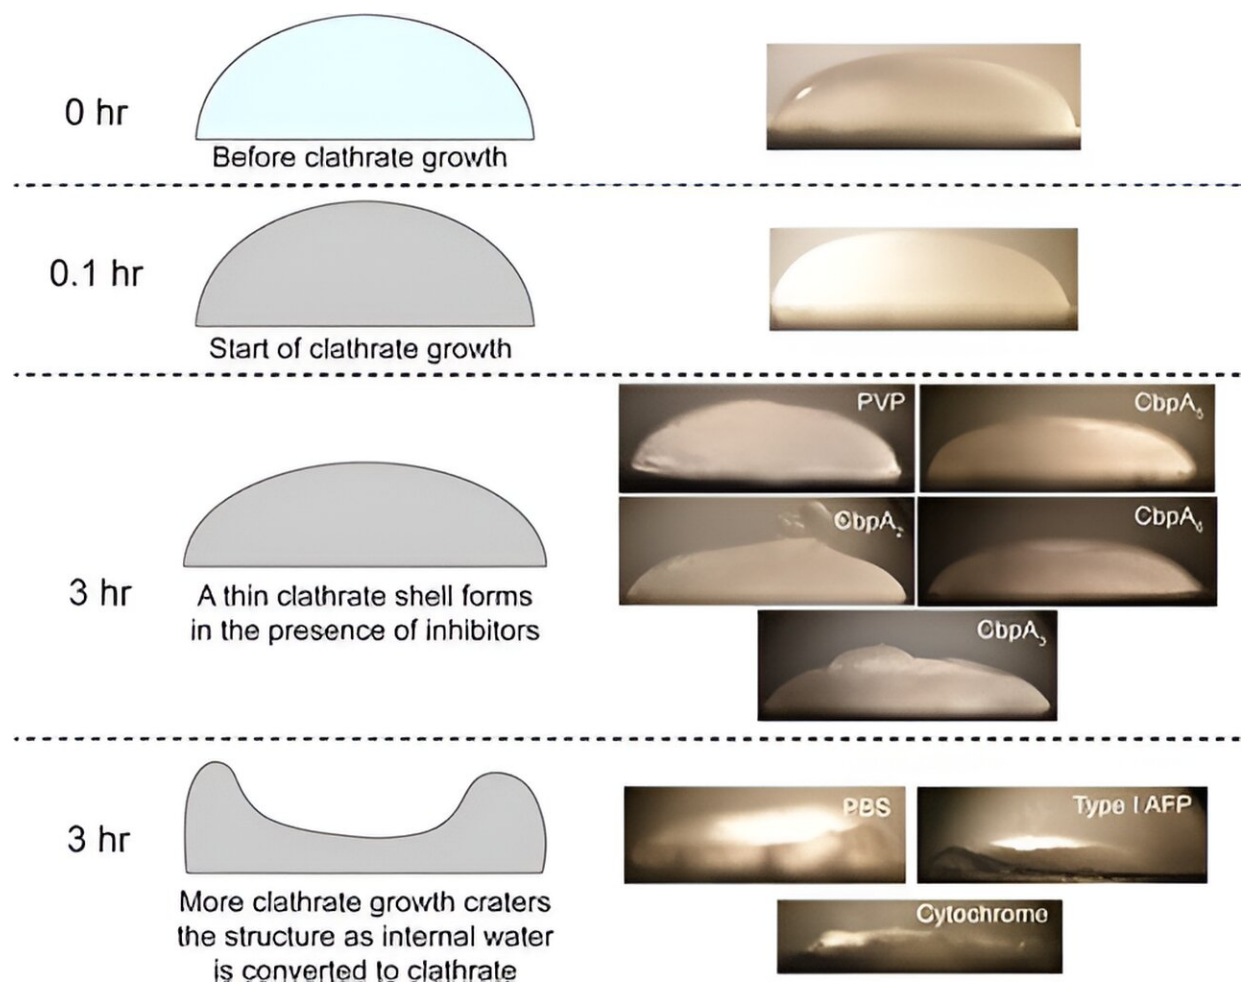 0 hr
Before clathrate growth
0.1 hr
Start of clathrate growth
3 hr
A thin clathrate shell forms
in the presence of inhibitors
PVP
CbpA₅
CbpA₂
CbpA₆
CbpA₃
3 hr
More clathrate growth craters
the structure as internal water
is converted to clathrate
PBS
Type I AFP
Cytochrome